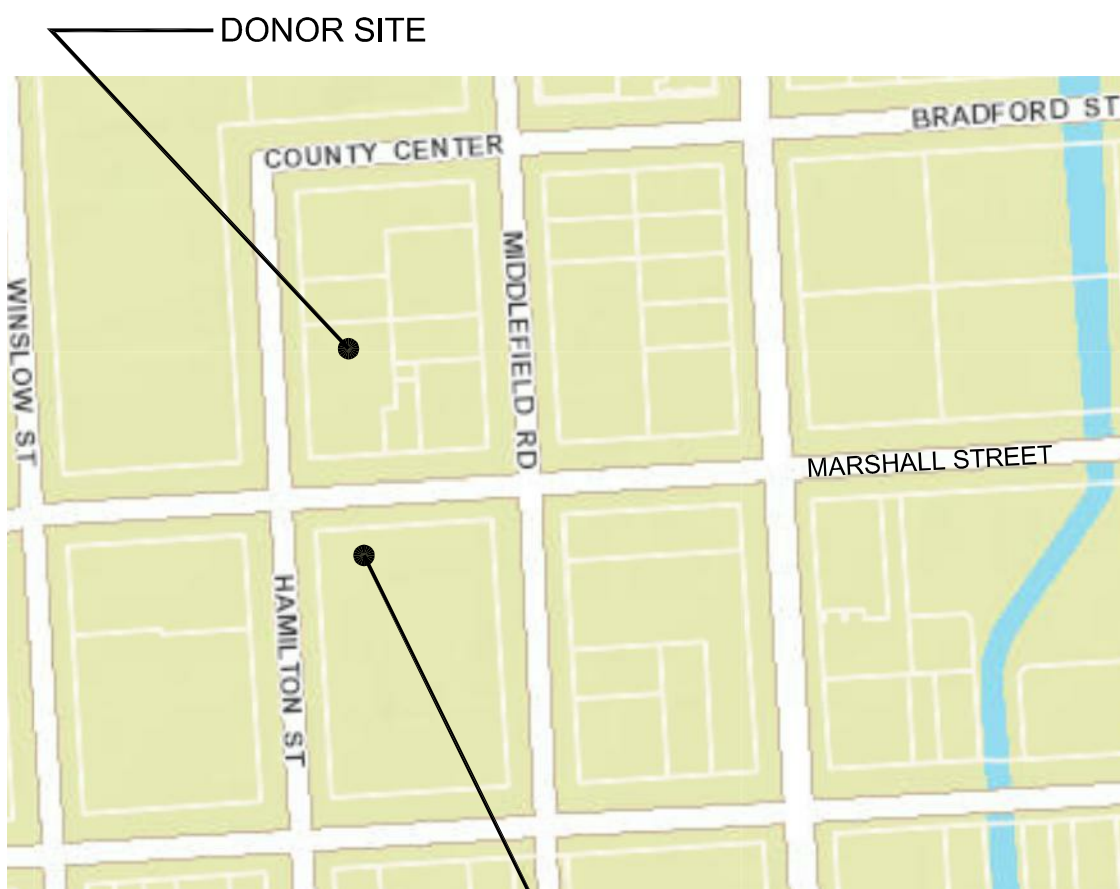 DONOR SITE
BRADFORD ST
COUNTY CENTER
MIDDLEFIELD RD
WINSLOW ST
MARSHALL STREET
HAMILTON ST